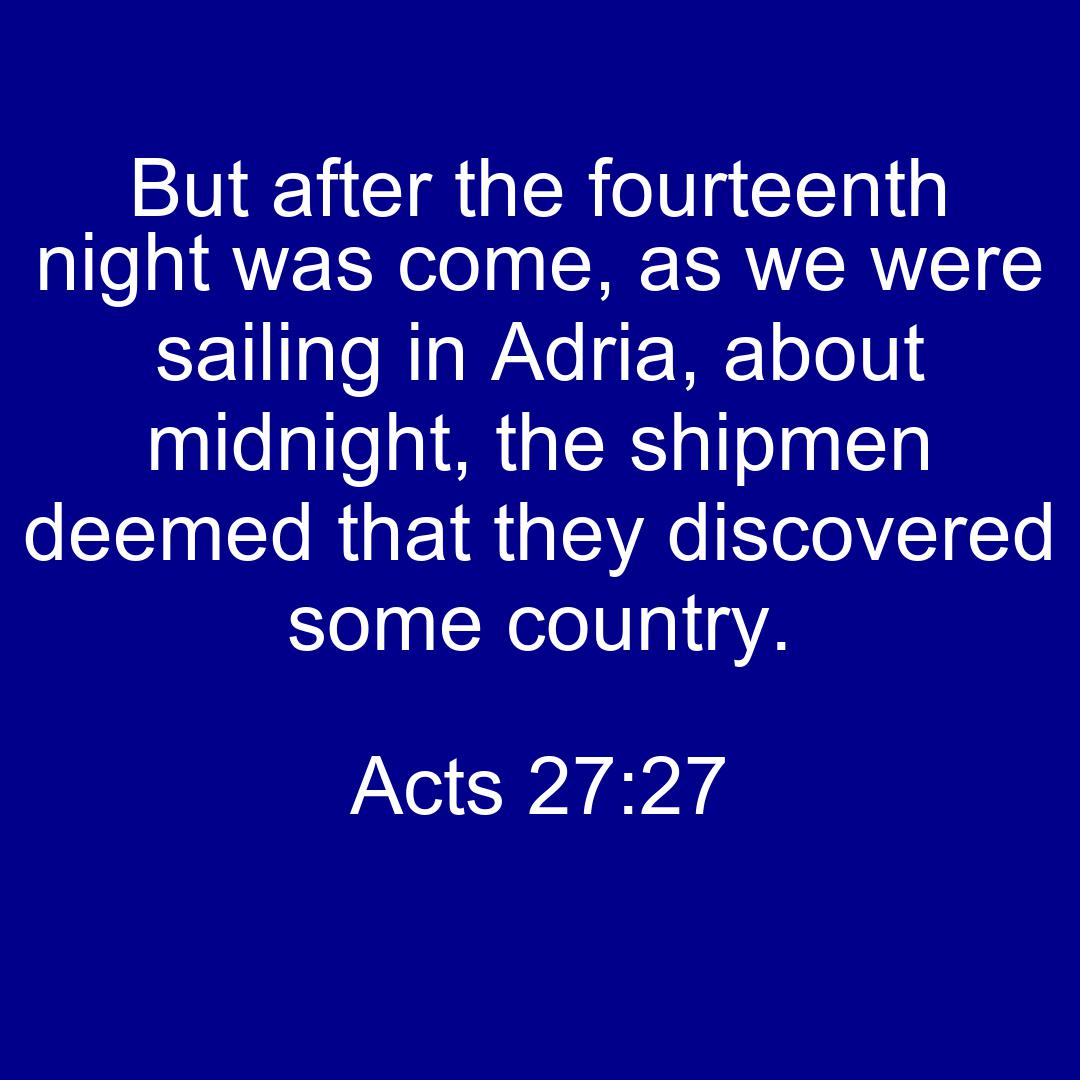 But after the fourteenth
night was come, as we were
sailing in Adria, about
midnight, the shipmen
deemed that they discovered
some country.
Acts 27:27